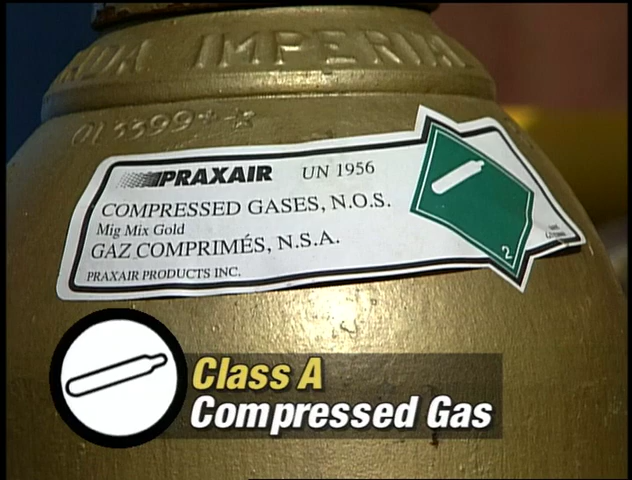 IMPERIA
PRAXAIR
UN 1956
COMPRESSED GASES, N.O.S.
Mig Mix Gold
GAZ COMPRIMÉS, N.S.A.
PRAXAIR PRODUCTS INC.
2
Class A
Compressed Gas